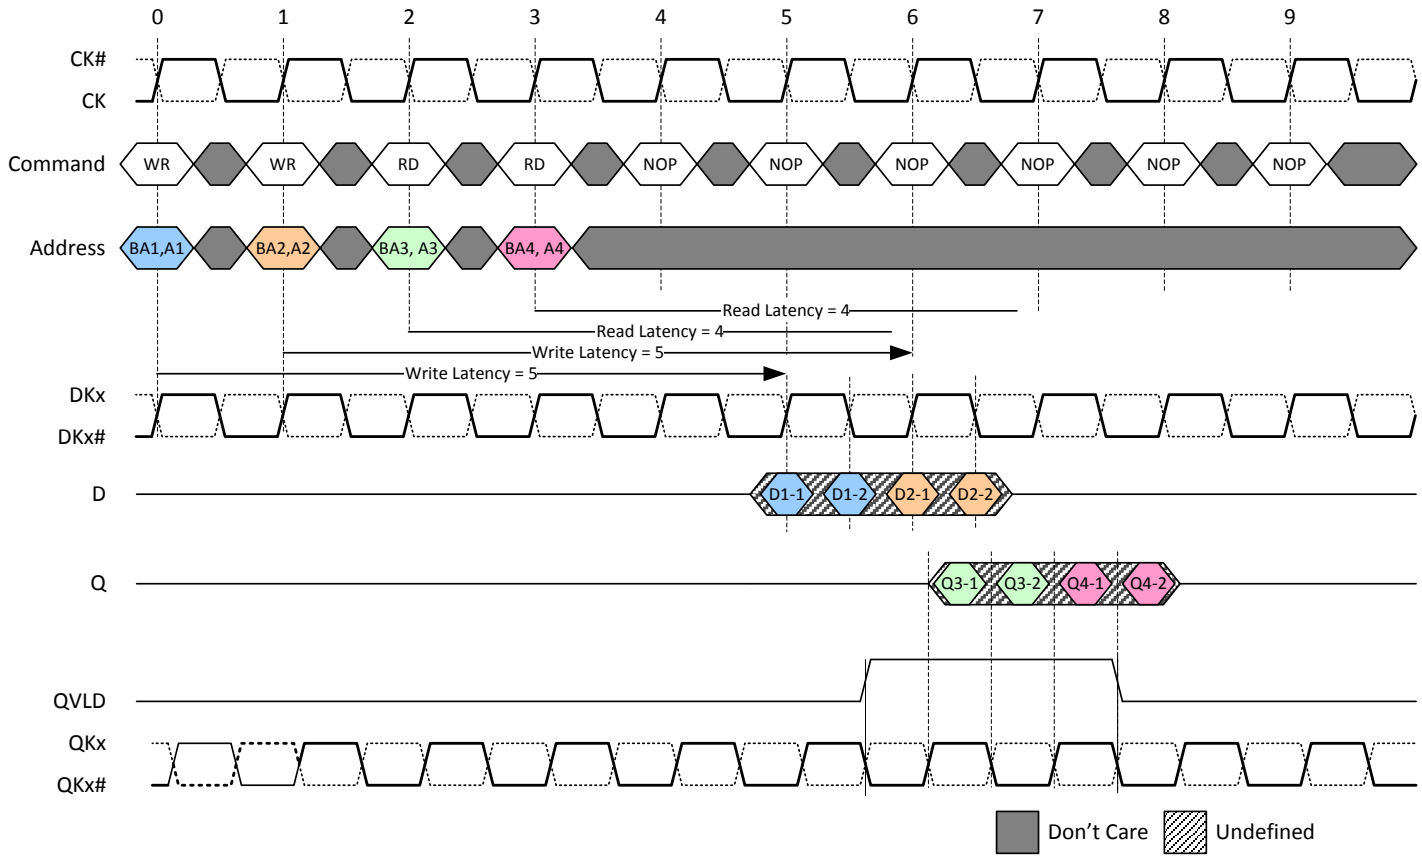 0 1 2 3 4 5 6 7 8 9
CK#
CK
Command WR WR RD RD NOP NOP NOP NOP NOP NOP
Address BA1,A1 BA2,A2 BA3, A3 BA4, A4
Read Latency = 4
Read Latency = 4
Write Latency = 5
Write Latency = 5
DKx
DKx#
D D1-1 D1-2 D2-1 D2-2
Q Q3-1 Q3-2 Q4-1 Q4-2
QVLD
QKx
QKx#
Don't Care Undefined